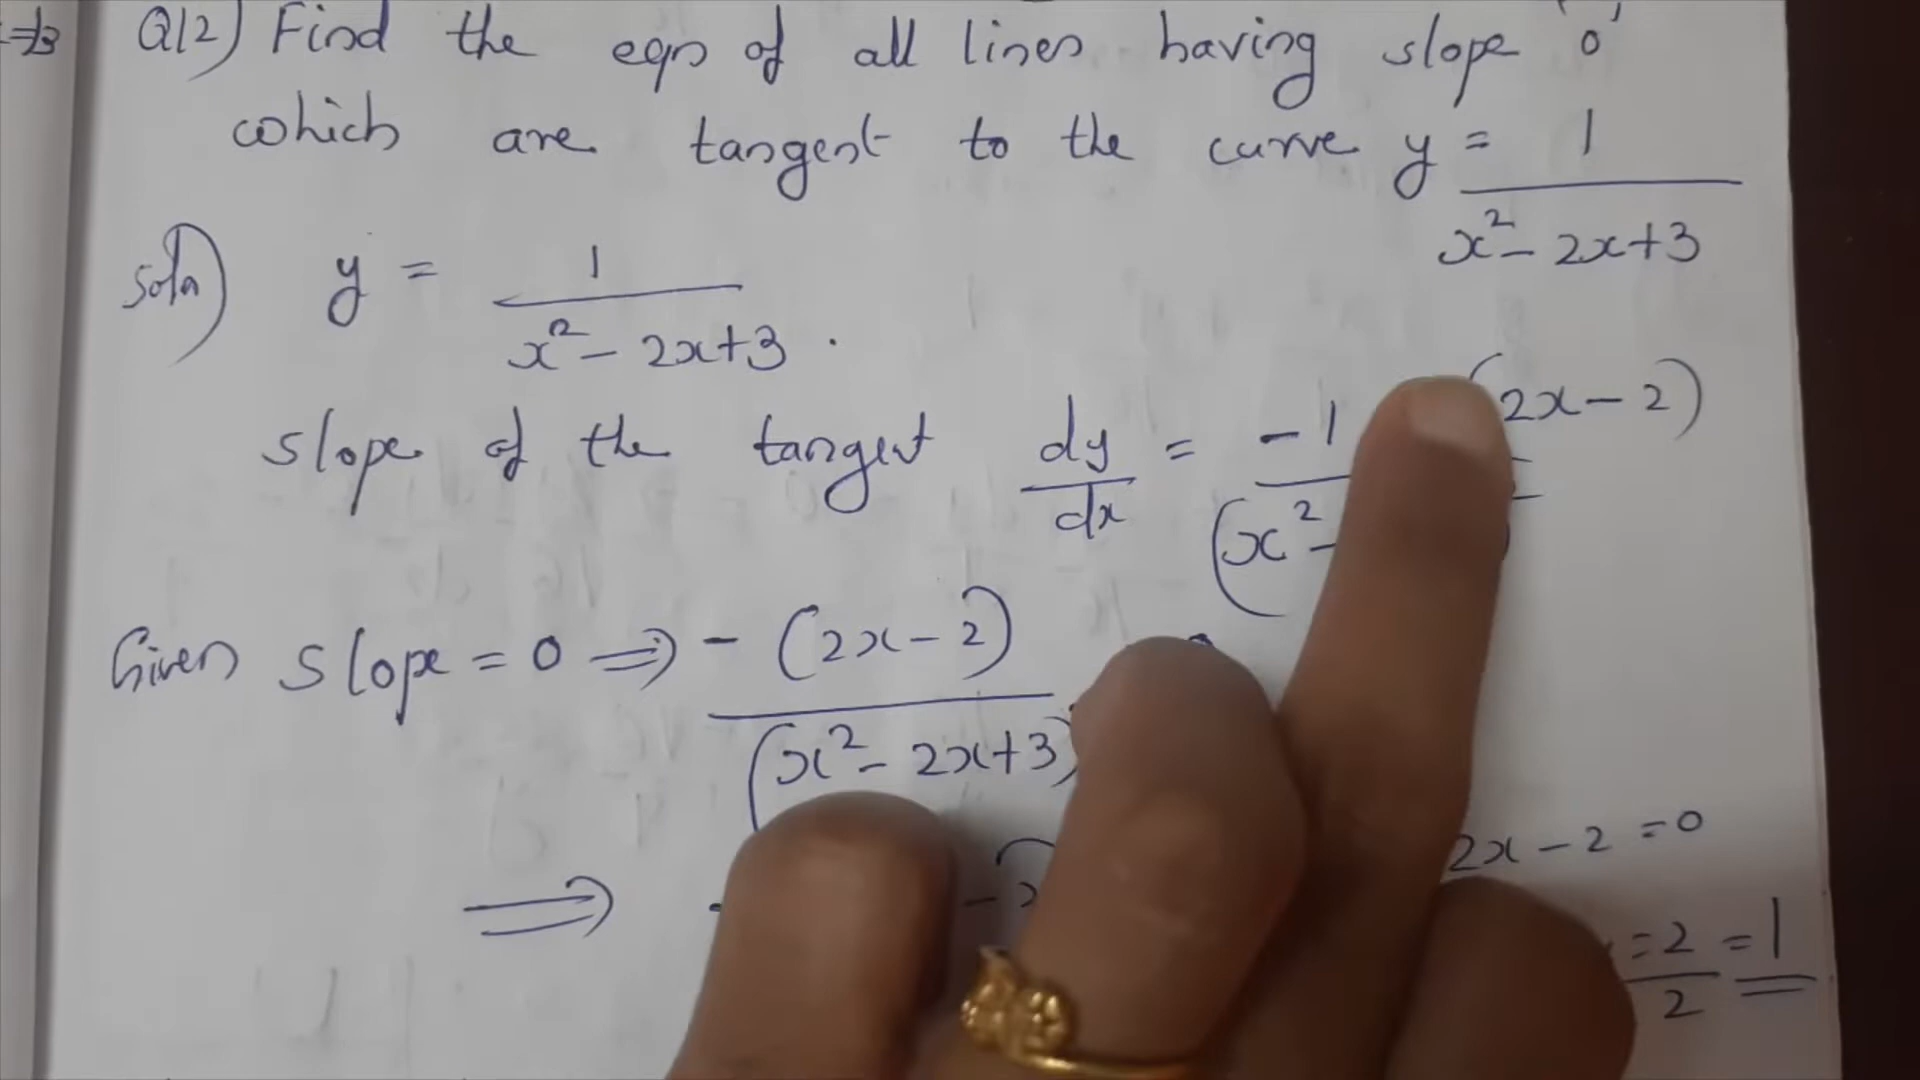 Q12) Find the eqn of all lines having slope 'o'
which are tangent to the curve y = 1/(x² - 2x + 3)
soln) y = 1/(x² - 2x + 3) .
slope of the tangent dy/dx = -1 (2x - 2)
(x² -
Given slope = 0 ⇒ - (2x - 2)/(x² - 2x + 3)
⇒
2x - 2 = 0
= 2/2 = 1